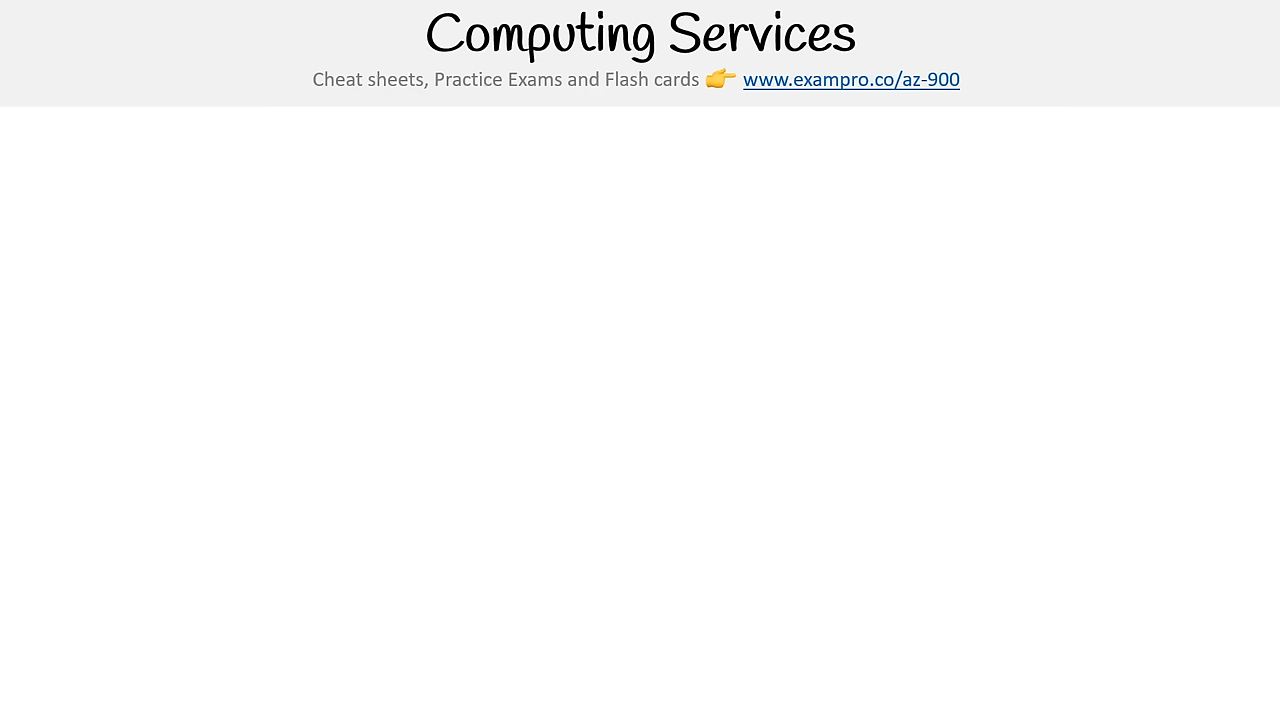 Computing Services
Cheat sheets, Practice Exams and Flash cards 👉 www.exampro.co/az-900